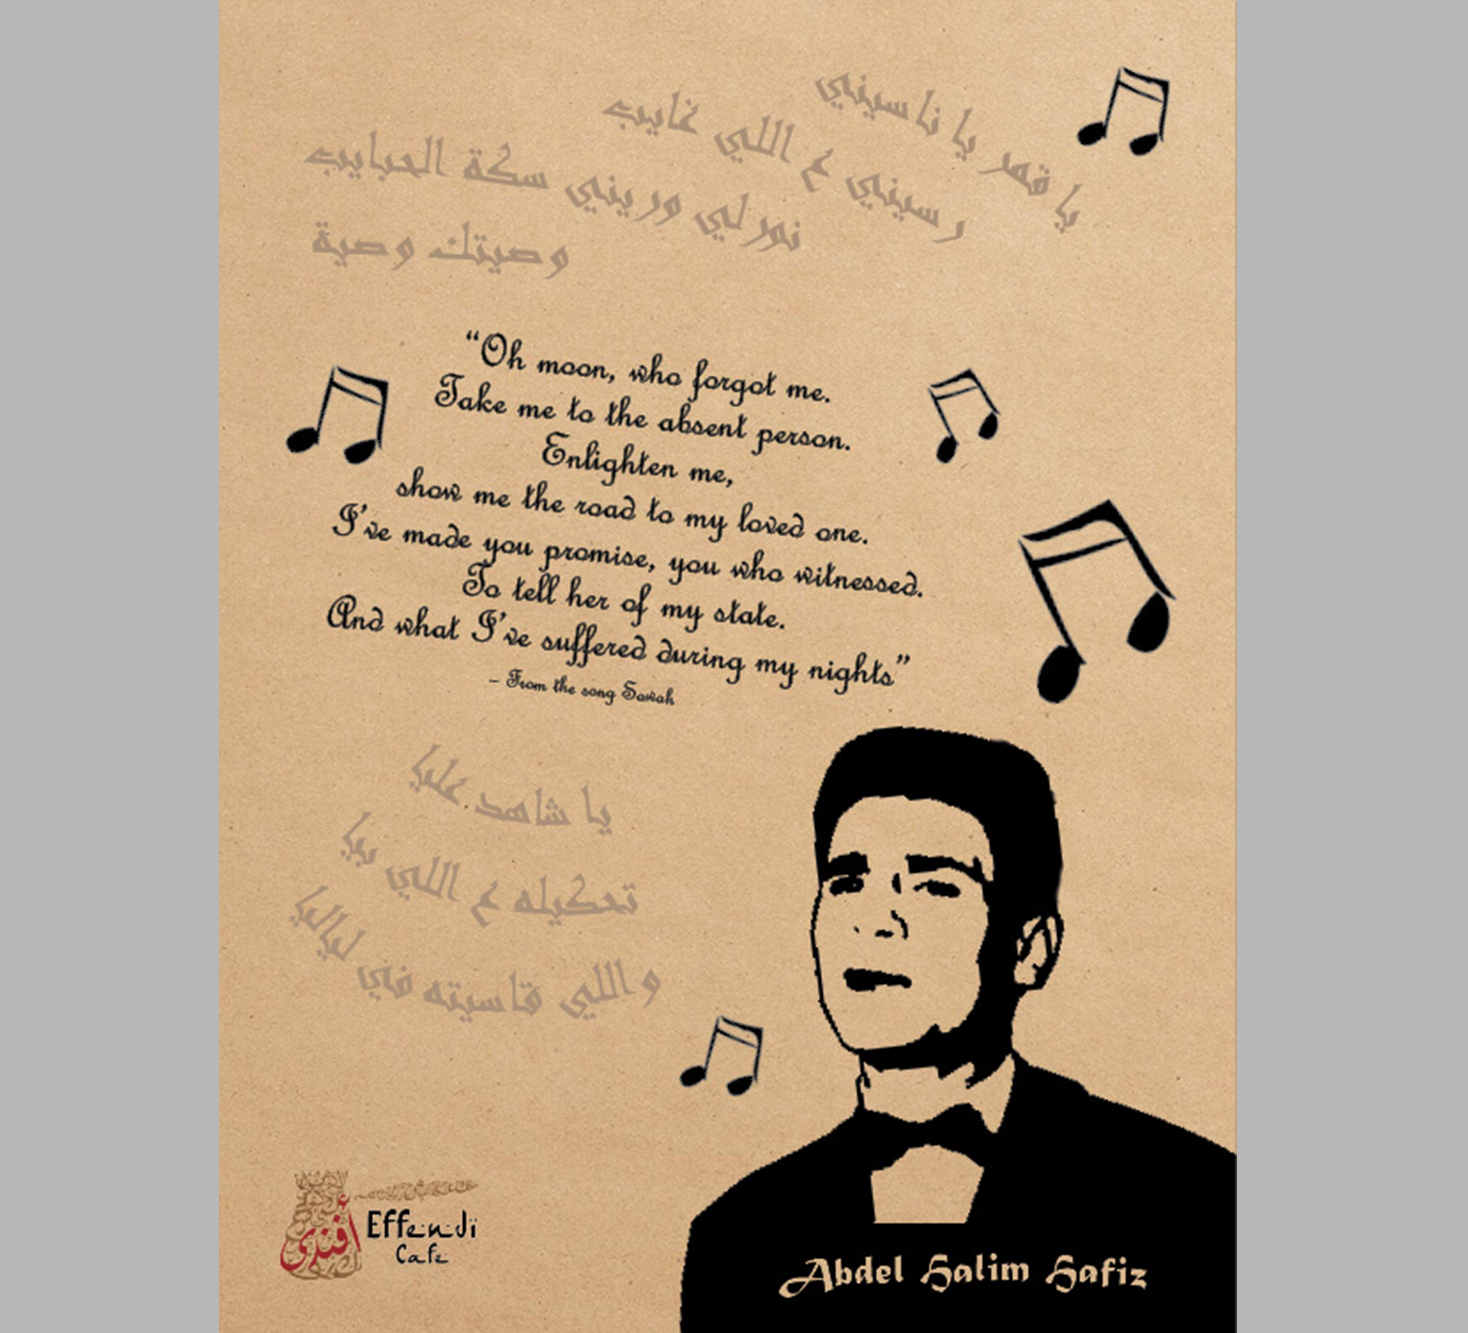 يا قمر يا ناسيني
رسيني ع اللي غايب
نورلي وريني سكة الحبايب
وصيتك وصية
“Oh moon, who forgot me.
Take me to the absent person.
Enlighten me,
show me the road to my loved one.
I've made you promise, you who witnessed.
To tell her of my state.
And what I've suffered during my nights”
– From the song Sawah
يا شاهد عليا
تحكيله ع اللي بيا
واللي قاسيته في لياليا
أفندي
Effendi
Cafe
Abdel Halim Hafiz